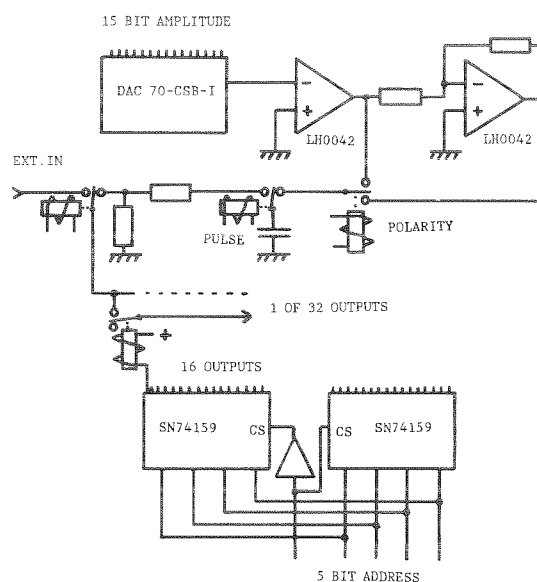 15 BIT AMPLITUDE
DAC 70-CSB-I
−
+
LH0042
−
+
LH0042
EXT.IN
PULSE
POLARITY
1 OF 32 OUTPUTS
+
16 OUTPUTS
SN74159
CS
CS
SN74159
5 BIT ADDRESS